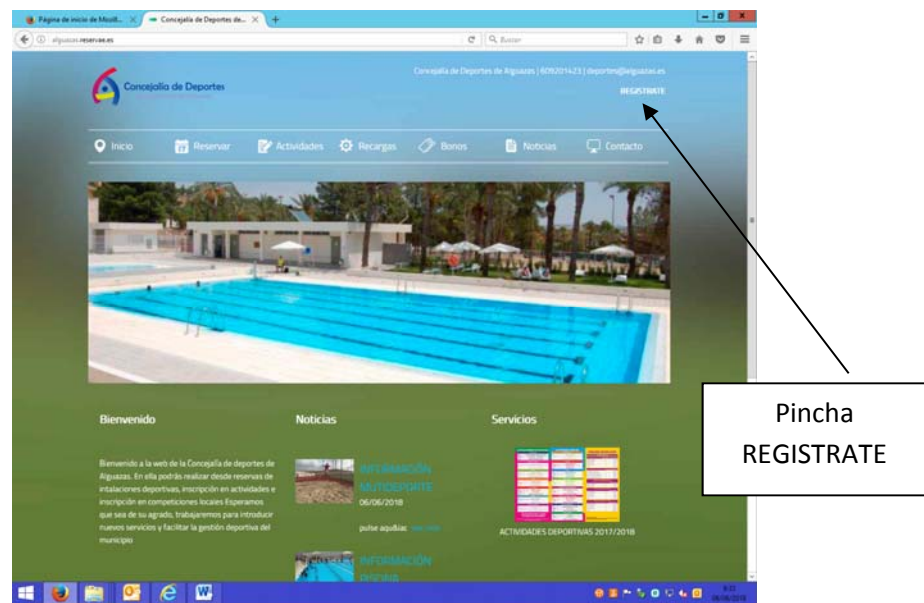 Página de inicio de Mozill...
Concejalía de Deportes de...
alguazas.reservae.es
Buscar
Concejalía de Deportes
Concejalía de Deportes de Alguazas | 609201423 | deportes@alguazas.es
REGISTRATE
Inicio
Reservar
Actividades
Recargas
Bonos
Noticias
Contacto
Pincha
REGISTRATE
Bienvenido
Noticias
Servicios
Bienvenido a la web de la Concejalía de deportes de
Alguazas. En ella podrás realizar desde reservas de
intalaciones deportivas, inscripción en actividades e
inscripción en competiciones locales Esperamos
que sea de su agrado, trabajaremos para introducir
nuevos servicios y facilitar la gestión deportiva del
municipio
INFORMACIÓN
MUTIDEPORTE
06/06/2018
pulse aqu&iac
INFORMACIÓN
PISCINA
ACTIVIDADES DEPORTIVAS 2017/2018